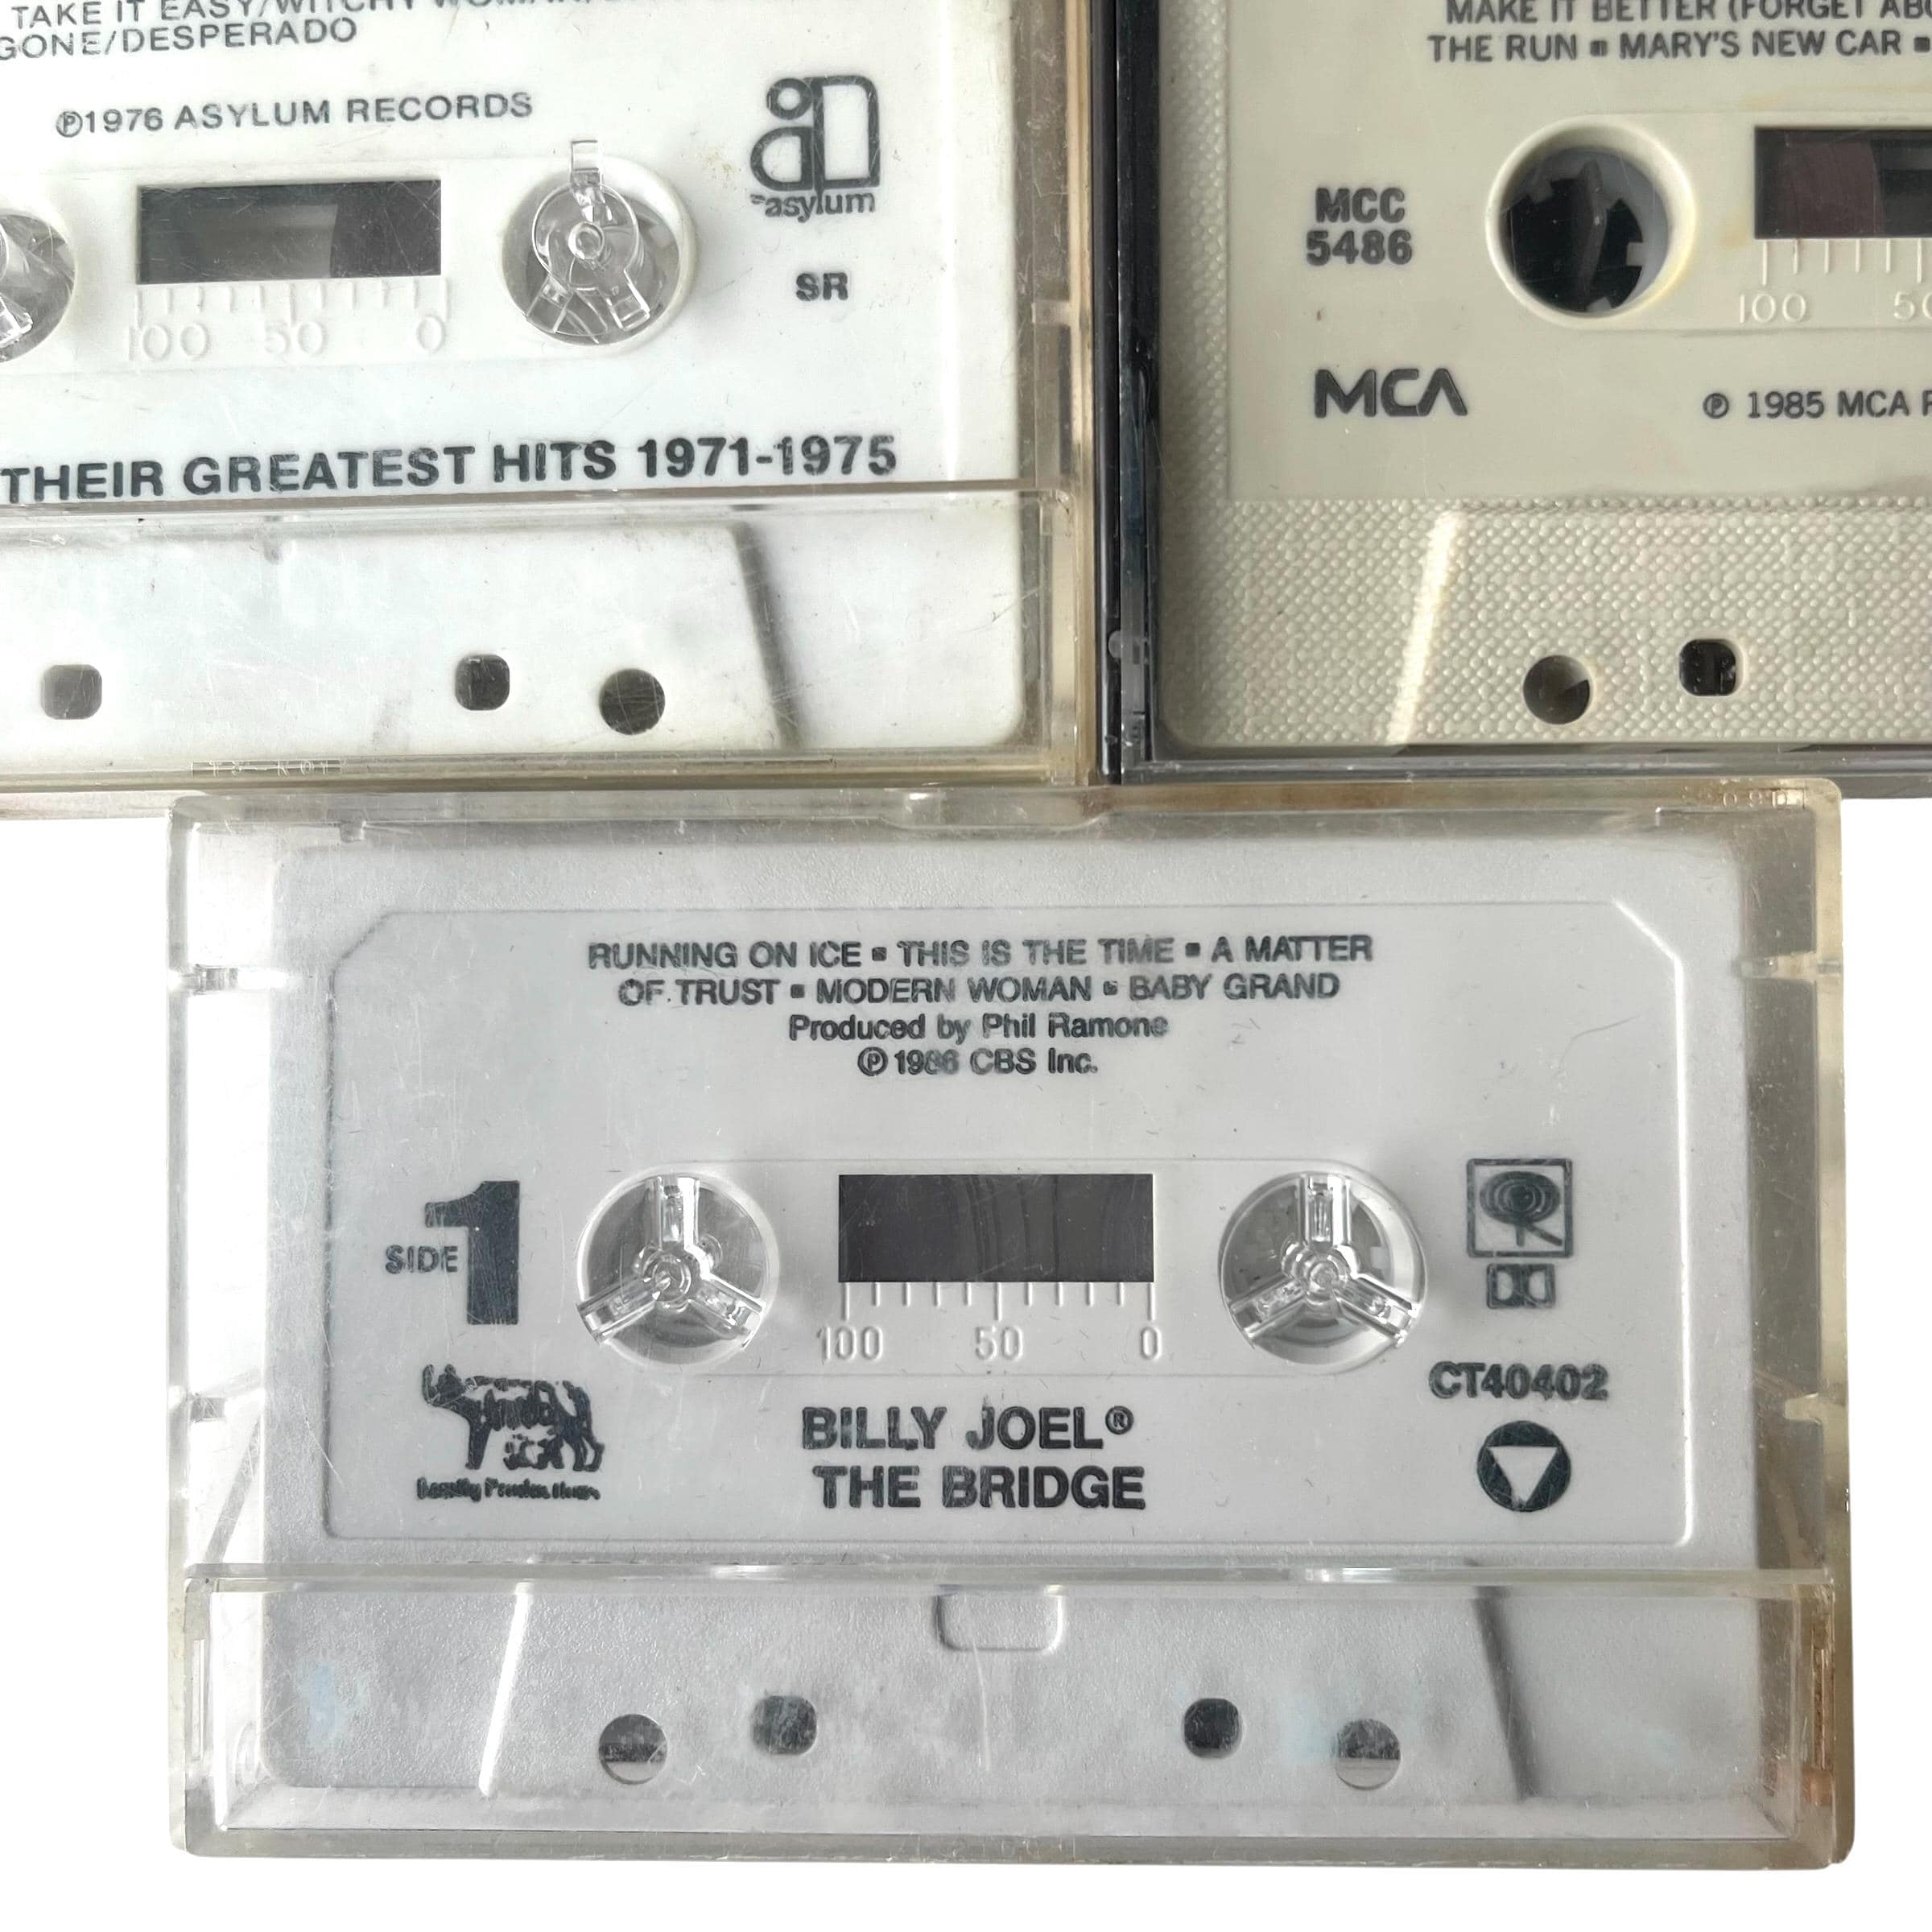 TAKE IT EASY/WITCHY WOMAN/
GONE/DESPERADO
℗1976 ASYLUM RECORDS
asylum
SR
100 50 0
THEIR GREATEST HITS 1971-1975
MAKE IT BETTER (FORGET
THE RUN ▪ MARY'S NEW CAR ▪
MCC
5486
100 50
MCA
℗ 1985 MCA
RUNNING ON ICE ▪ THIS IS THE TIME ▪ A MATTER
OF TRUST ▪ MODERN WOMAN ▪ BABY GRAND
Produced by Phil Ramone
℗ 1986 CBS Inc.
SIDE 1
100 50 0
CT40402
Family Productions
BILLY JOEL®
THE BRIDGE